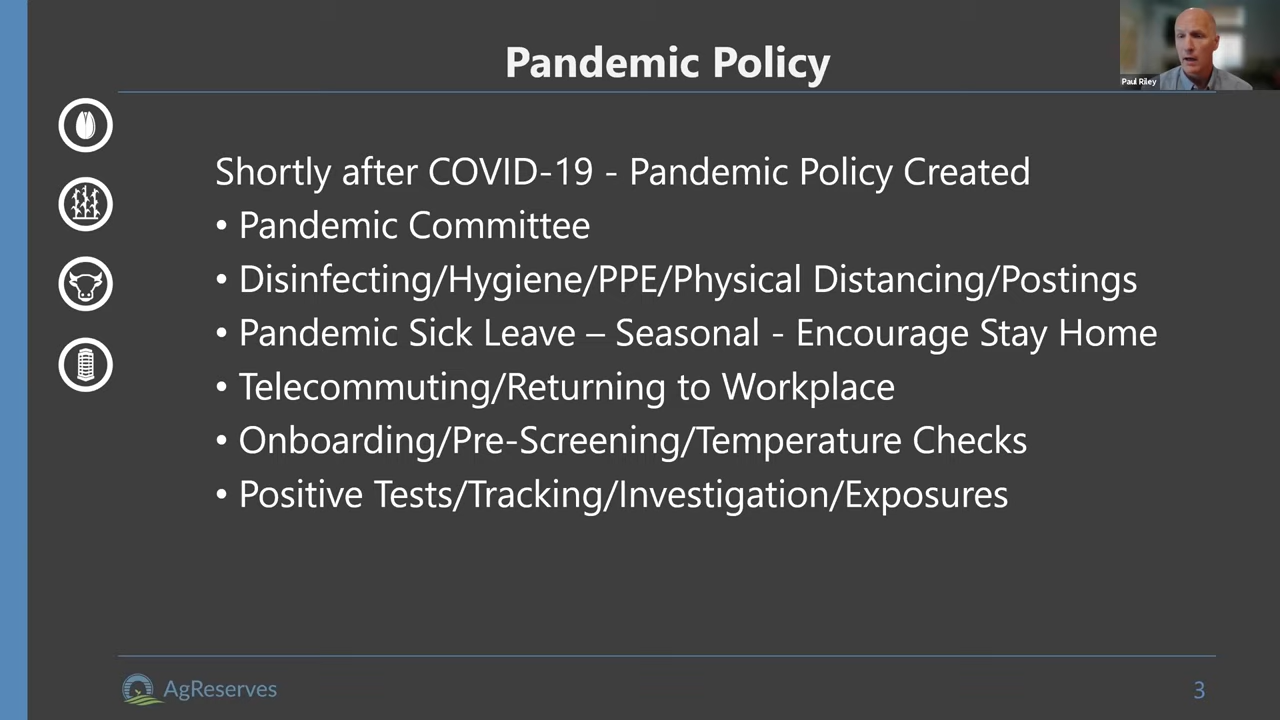 Pandemic Policy
Paul Riley
Shortly after COVID-19 - Pandemic Policy Created
• Pandemic Committee
• Disinfecting/Hygiene/PPE/Physical Distancing/Postings
• Pandemic Sick Leave – Seasonal - Encourage Stay Home
• Telecommuting/Returning to Workplace
• Onboarding/Pre-Screening/Temperature Checks
• Positive Tests/Tracking/Investigation/Exposures
AgReserves
3